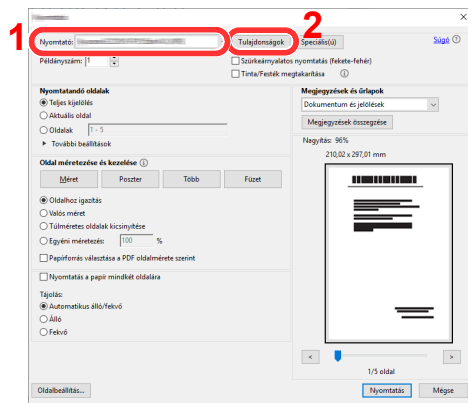 1
2
Nyomtató:
Tulajdonságok
Speciális(ú)
Súgó
Példányszám: 1
Szürkeárnyalatos nyomtatás (fekete-fehér)
Tinta/Festék megtakarítása
Nyomtatandó oldalak
Teljes kijelölés
Aktuális oldal
Oldalak 1 - 5
További beállítások
Oldal méretezése és kezelése
Méret Poszter Több Füzet
Oldalhoz igazítás
Valós méret
Túlméretes oldalak kicsinyítése
Egyéni méretezés: 100 %
Papírforrás választása a PDF oldalmérete szerint
Nyomtatás a papír mindkét oldalára
Tájolás:
Automatikus álló/fekvő
Álló
Fekvő
Megjegyzések és űrlapok
Dokumentum és jelölések
Megjegyzések összegzése
Nagyítás: 96%
210,02 x 297,01 mm
< >
1/5 oldal
Oldalbeállítás...
Nyomtatás
Mégse